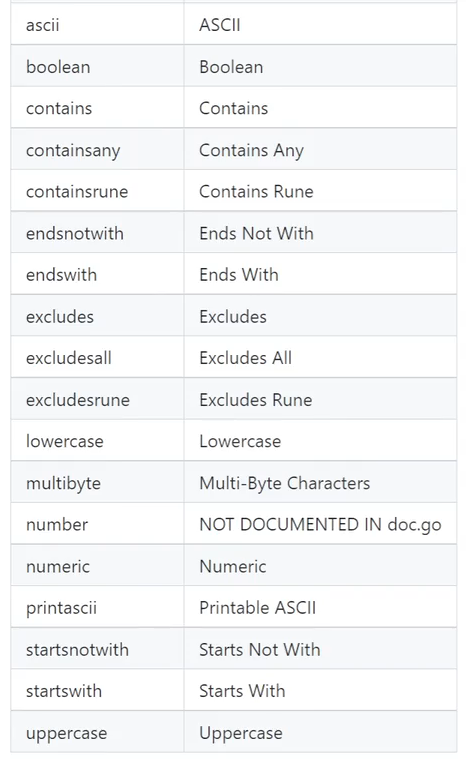 ascii ASCII
boolean Boolean
contains Contains
containsany Contains Any
containsrune Contains Rune
endsnotwith Ends Not With
endswith Ends With
excludes Excludes
excludesall Excludes All
excludesrune Excludes Rune
lowercase Lowercase
multibyte Multi-Byte Characters
number NOT DOCUMENTED IN doc.go
numeric Numeric
printascii Printable ASCII
startsnotwith Starts Not With
startswith Starts With
uppercase Uppercase